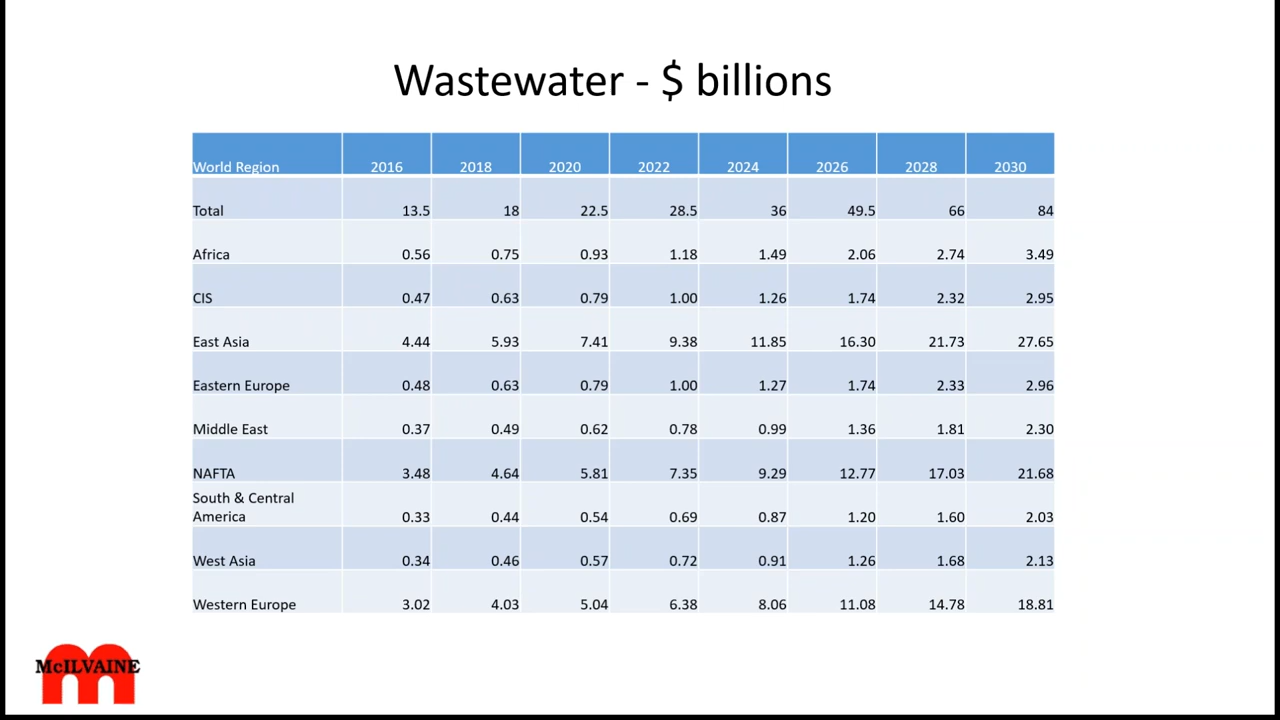 Wastewater - $ billions
World Region 2016 2018 2020 2022 2024 2026 2028 2030
Total 13.5 18 22.5 28.5 36 49.5 66 84
Africa 0.56 0.75 0.93 1.18 1.49 2.06 2.74 3.49
CIS 0.47 0.63 0.79 1.00 1.26 1.74 2.32 2.95
East Asia 4.44 5.93 7.41 9.38 11.85 16.30 21.73 27.65
Eastern Europe 0.48 0.63 0.79 1.00 1.27 1.74 2.33 2.96
Middle East 0.37 0.49 0.62 0.78 0.99 1.36 1.81 2.30
NAFTA 3.48 4.64 5.81 7.35 9.29 12.77 17.03 21.68
South & Central
America 0.33 0.44 0.54 0.69 0.87 1.20 1.60 2.03
West Asia 0.34 0.46 0.57 0.72 0.91 1.26 1.68 2.13
Western Europe 3.02 4.03 5.04 6.38 8.06 11.08 14.78 18.81
McILVAINE